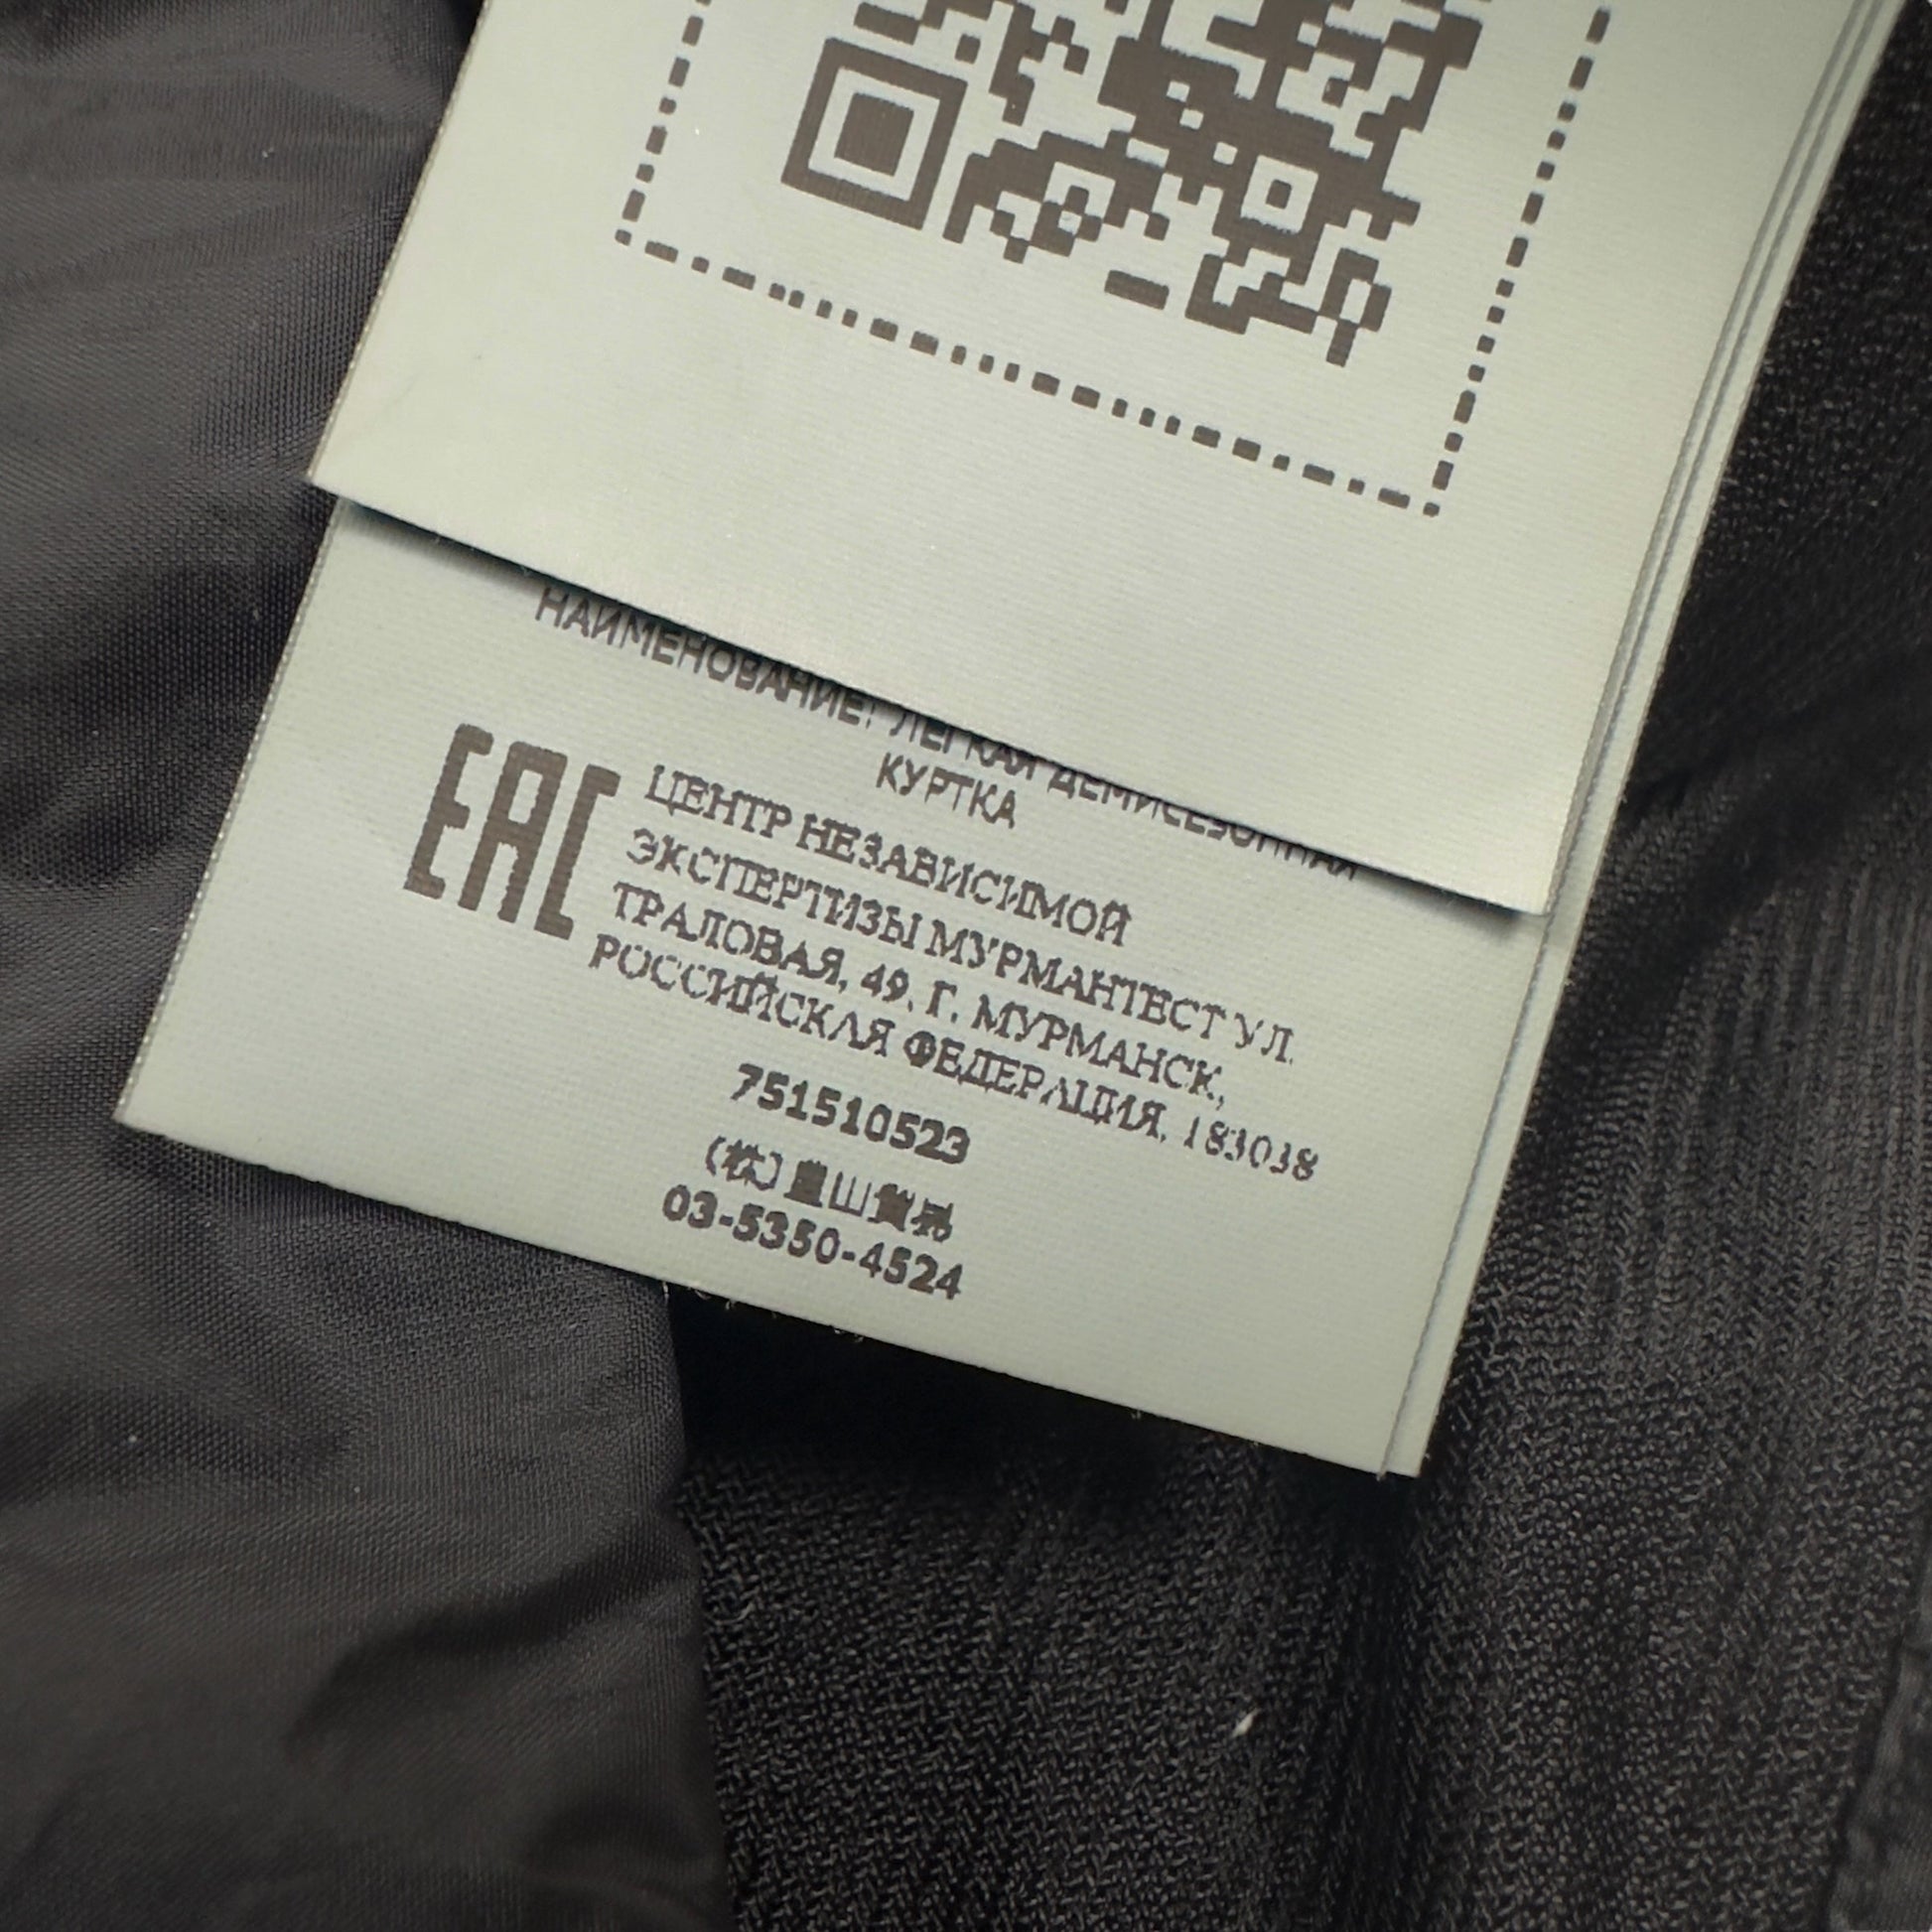 НАИМЕНОВАНИЕ: ЛЕГКАЯ ДЕМИСЕЗОННАЯ
КУРТКА
EAC
ЦЕНТР НЕЗАВИСИМОЙ
ЭКСПЕРТИЗЫ МУРМАНТЕСТ УЛ.
ТРАЛОВАЯ, 49, Г. МУРМАНСК,
РОССИЙСКАЯ ФЕДЕРАЦИЯ, 183038
751510523
(株)
03-5350-4524